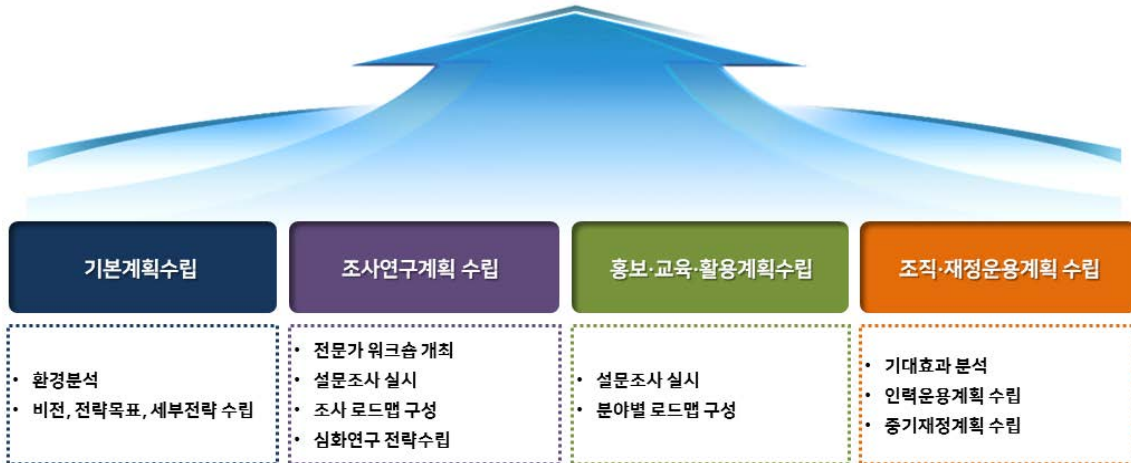 기본계획수립
조사연구계획 수립
홍보·교육·활용계획수립
조직·재정운용계획 수립
• 환경분석
• 비전, 전략목표, 세부전략 수립
• 전문가 워크숍 개최
• 설문조사 실시
• 조사 로드맵 구성
• 심화연구 전략수립
• 설문조사 실시
• 분야별 로드맵 구성
• 기대효과 분석
• 인력운용계획 수립
• 중기재정계획 수립